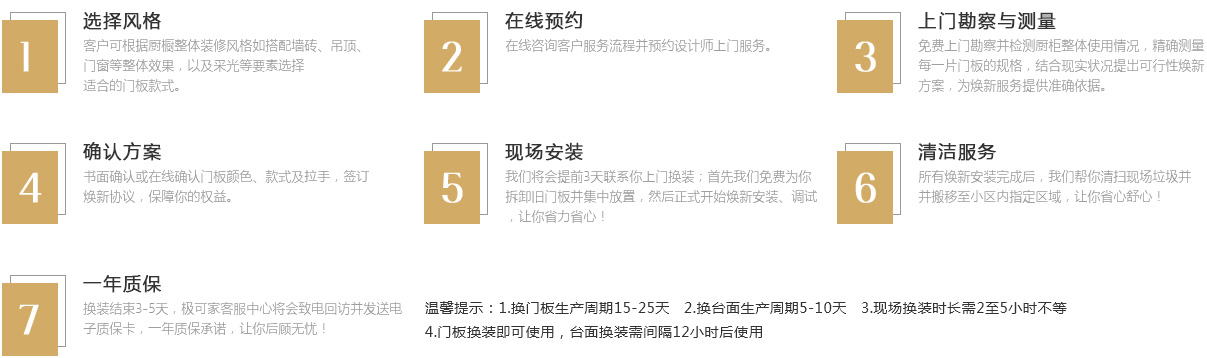 1
选择风格
客户可根据厨橱整体装修风格如搭配墙砖、吊顶、
门窗等整体效果，以及采光等要素选择
适合的门板款式。
2
在线预约
在线咨询客户服务流程并预约设计师上门服务。
3
上门勘察与测量
免费上门勘察并检测厨柜整体使用情况，精确测量
每一片门板的规格，结合现实状况提出可行性焕新
方案，为焕新服务提供准确依据。
4
确认方案
书面确认或在线确认门板颜色、款式及拉手，签订
焕新协议，保障你的权益。
5
现场安装
我们将会提前3天联系你上门换装；首先我们免费为你
拆卸旧门板并集中放置，然后正式开始焕新安装、调试
，让你省力省心！
6
清洁服务
所有焕新安装完成后，我们帮你清扫现场垃圾并
并搬移至小区内指定区域，让你省心舒心！
7
一年质保
换装结束3-5天，极可家客服中心将会致电回访并发送电
子质保卡，一年质保承诺，让你后顾无忧！
温馨提示：1.换门板生产周期15-25天 2.换台面生产周期5-10天 3.现场换装时长需2至5小时不等
4.门板换装即可使用，台面换装需间隔12小时后使用